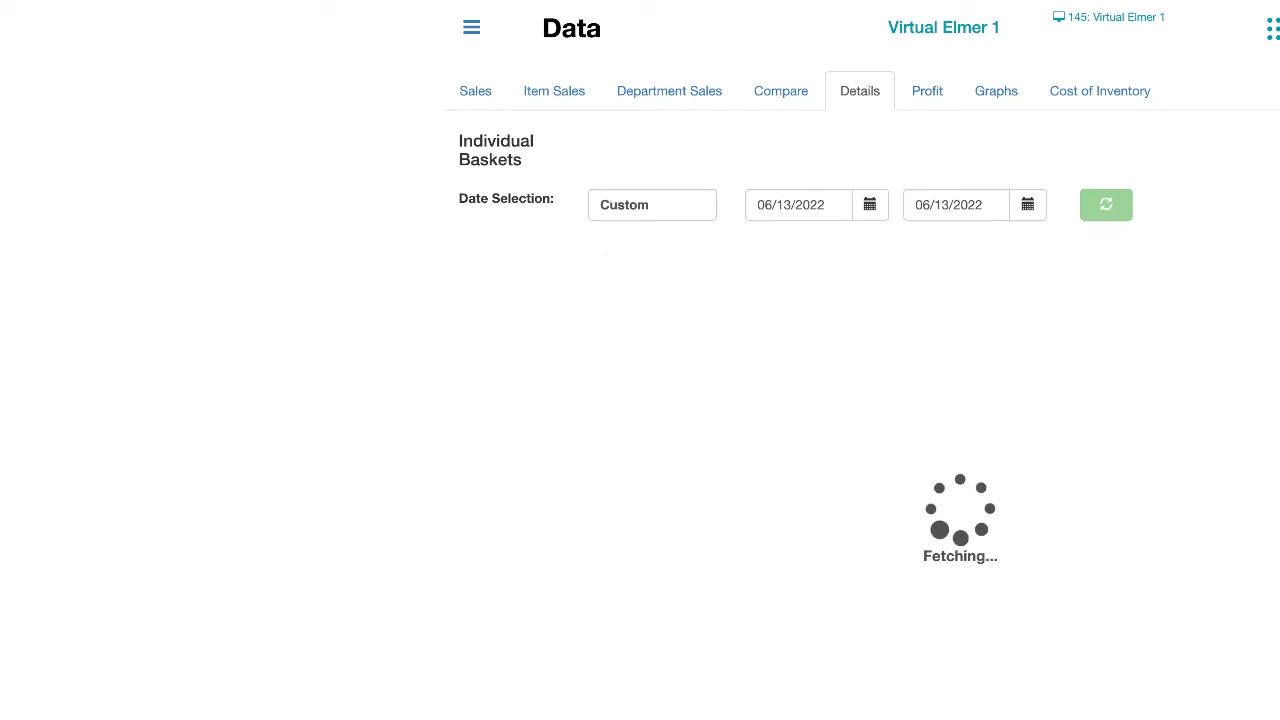 Data
Virtual Elmer 1
145: Virtual Elmer 1
Sales Item Sales Department Sales Compare Details Profit Graphs Cost of Inventory
Individual
Baskets
Date Selection: Custom 06/13/2022 06/13/2022
Fetching...